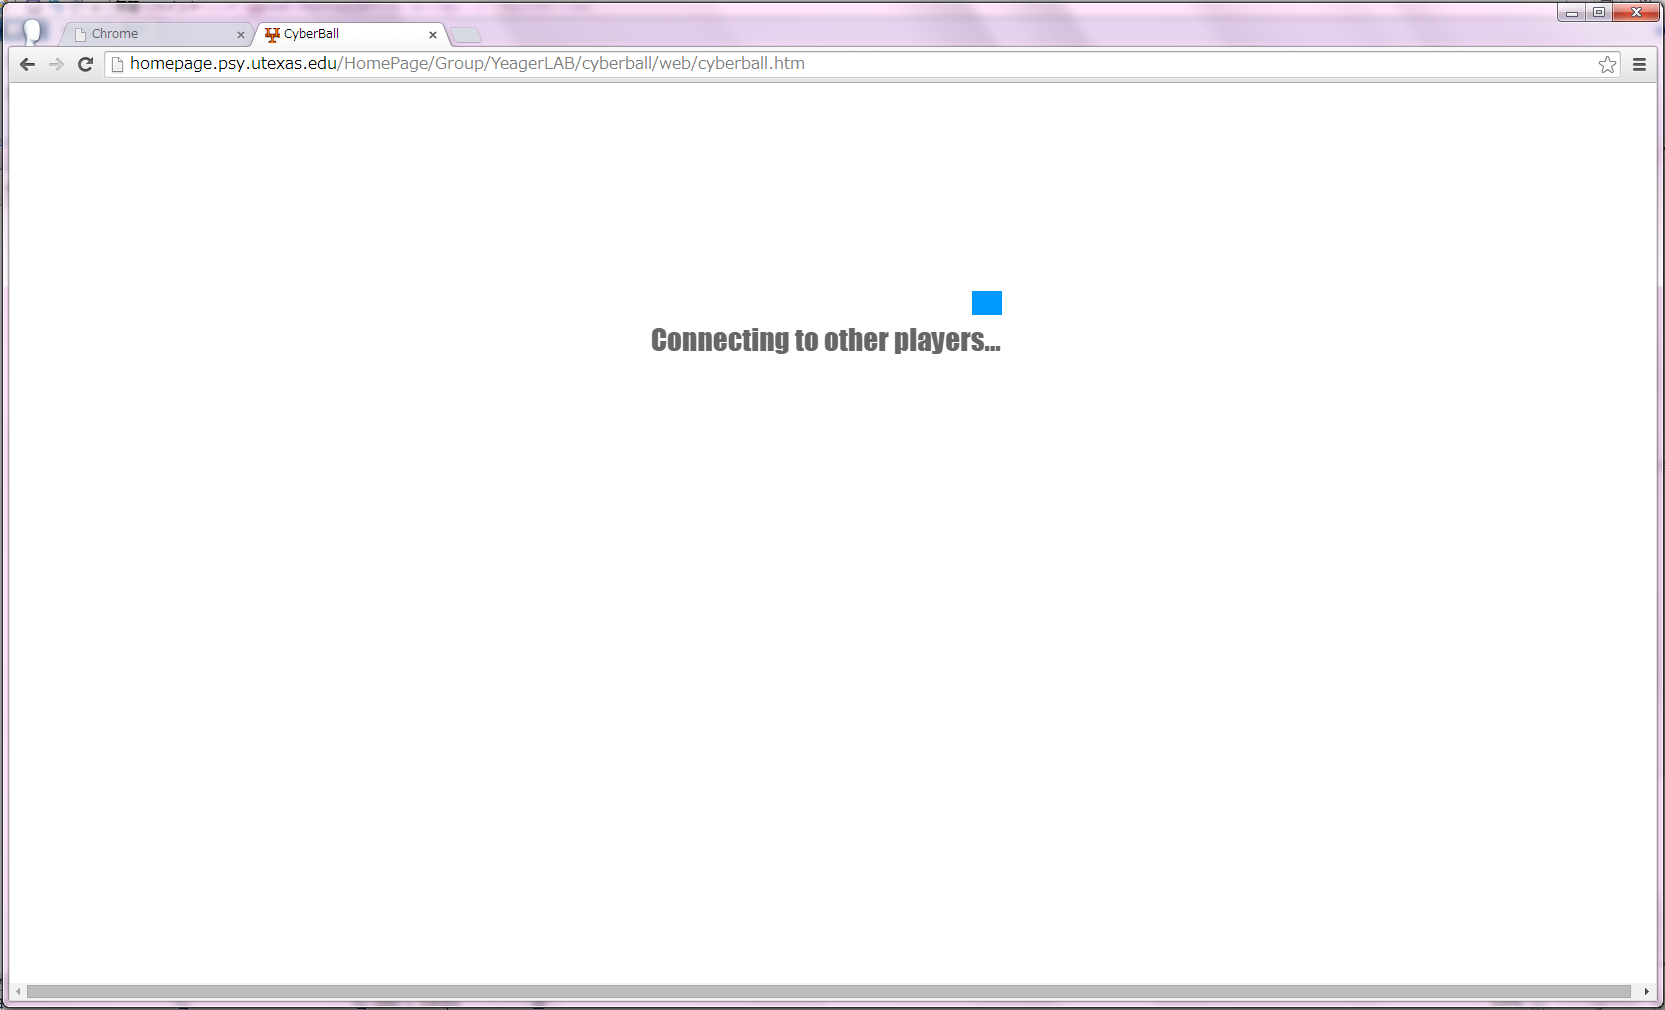 Chrome
CyberBall
homepage.psy.utexas.edu/HomePage/Group/YeagerLAB/cyberball/web/cyberball.htm
Connecting to other players...